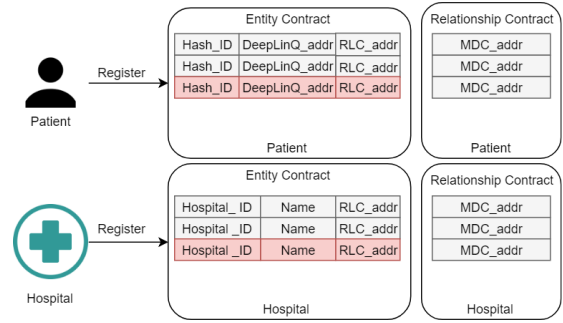 Entity Contract
Hash_ID DeepLinQ_addr RLC_addr
Hash_ID DeepLinQ_addr RLC_addr
Hash_ID DeepLinQ_addr RLC_addr
Patient
Relationship Contract
MDC_addr
MDC_addr
MDC_addr
Patient
Register
Patient
Entity Contract
Hospital_ ID Name RLC_addr
Hospital _ID Name RLC_addr
Hospital _ID Name RLC_addr
Hospital
Relationship Contract
MDC_addr
MDC_addr
MDC_addr
Hospital
Register
Hospital